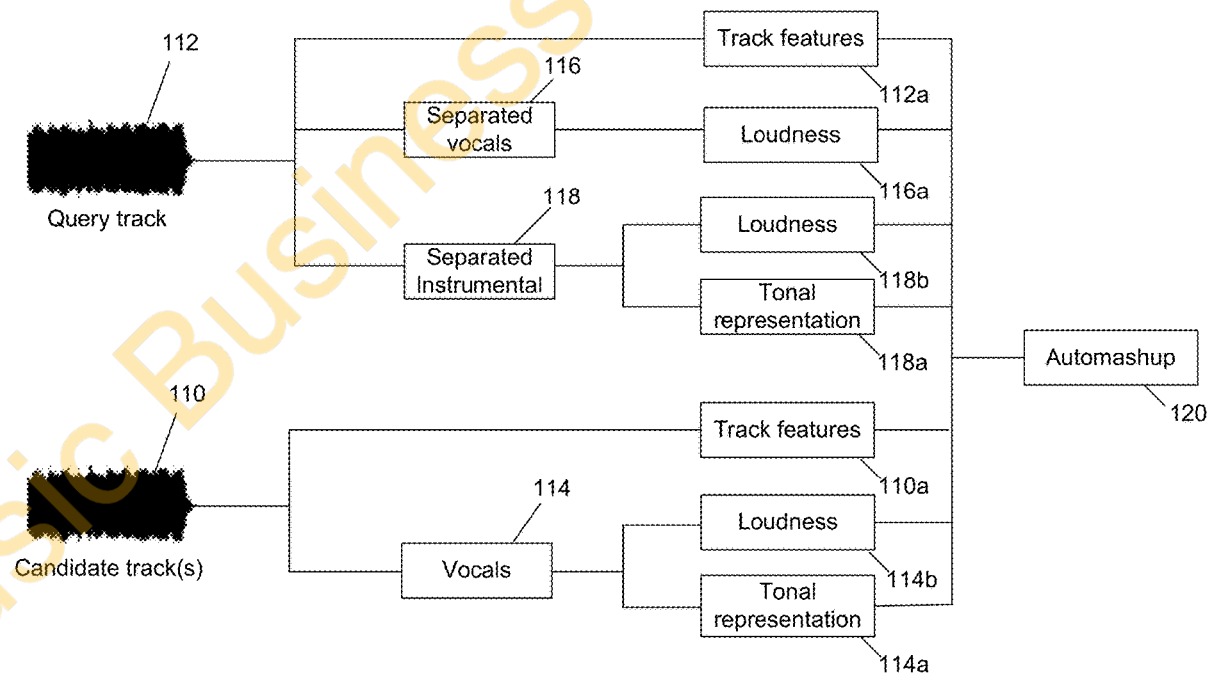 112
Query track
116
Separated
vocals
118
Separated
Instrumental
Track features
112a
Loudness
116a
Loudness
118b
Tonal
representation
118a
110
Candidate track(s)
114
Vocals
Track features
110a
Loudness
114b
Tonal
representation
114a
Automashup
120
usic Business